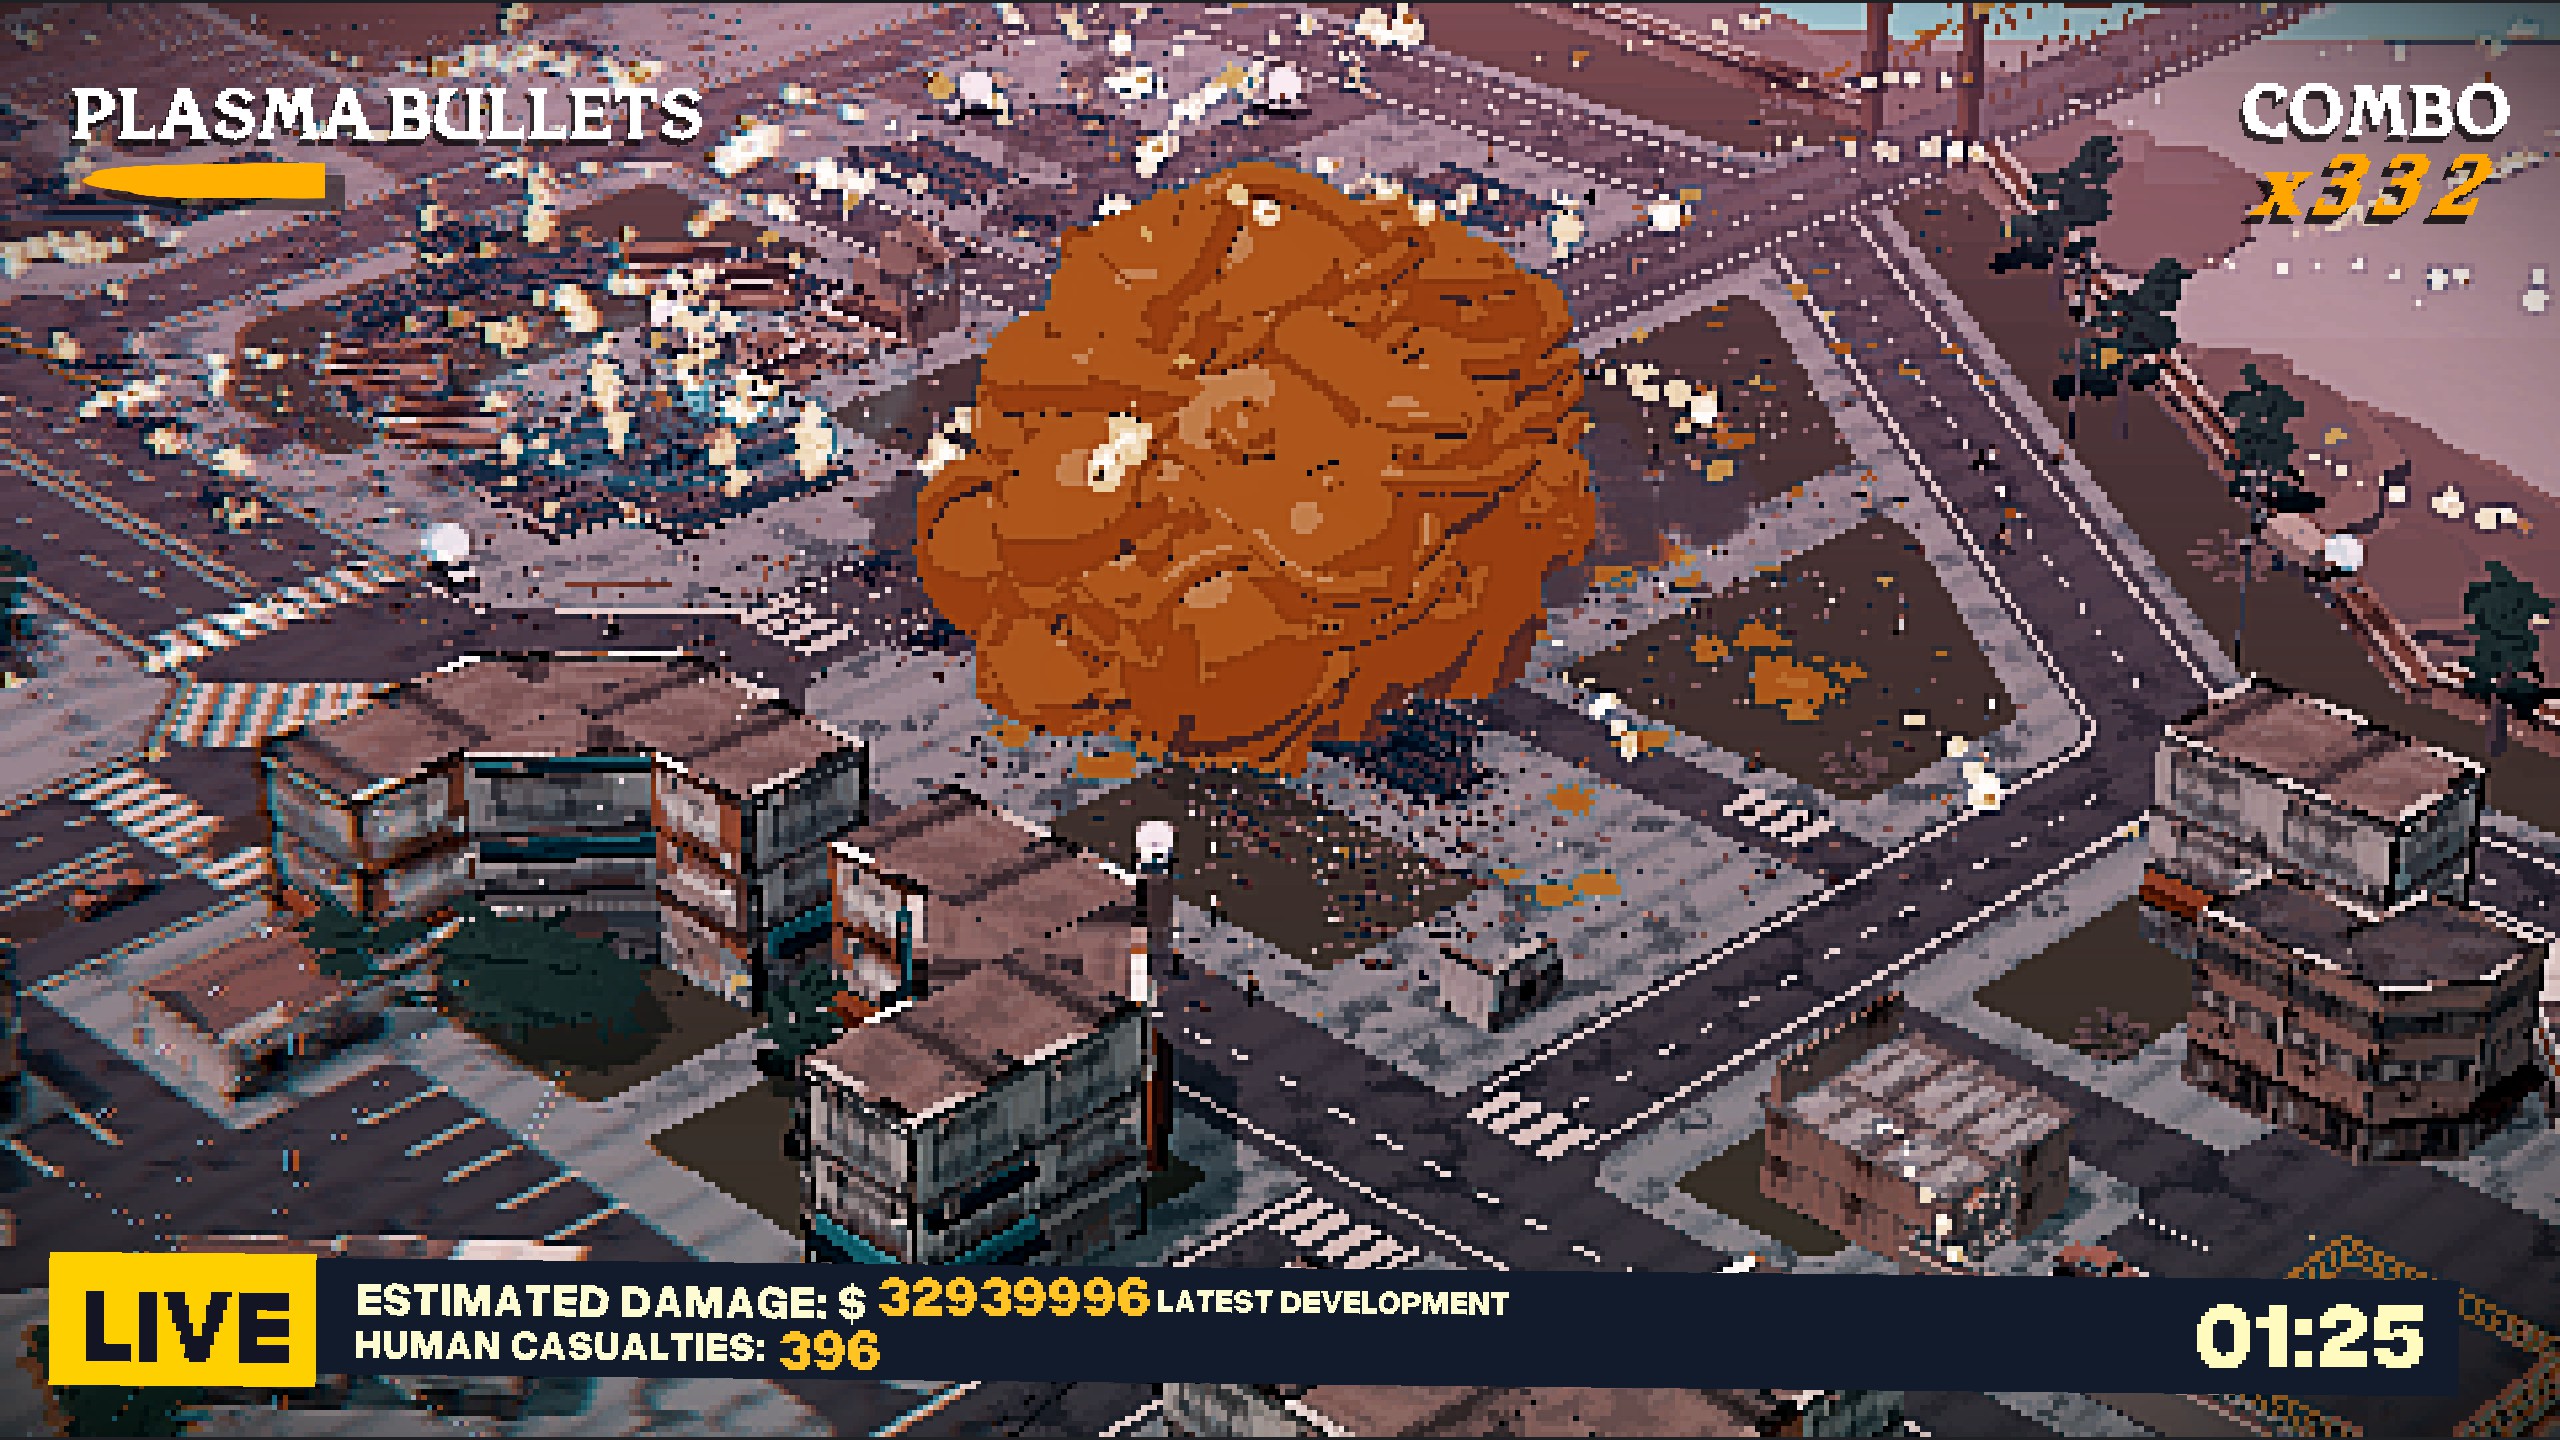 PLASMA BULLETS
COMBO
x332
LIVE
ESTIMATED DAMAGE: $ 32939996 LATEST DEVELOPMENT
HUMAN CASUALTIES: 396
01:25